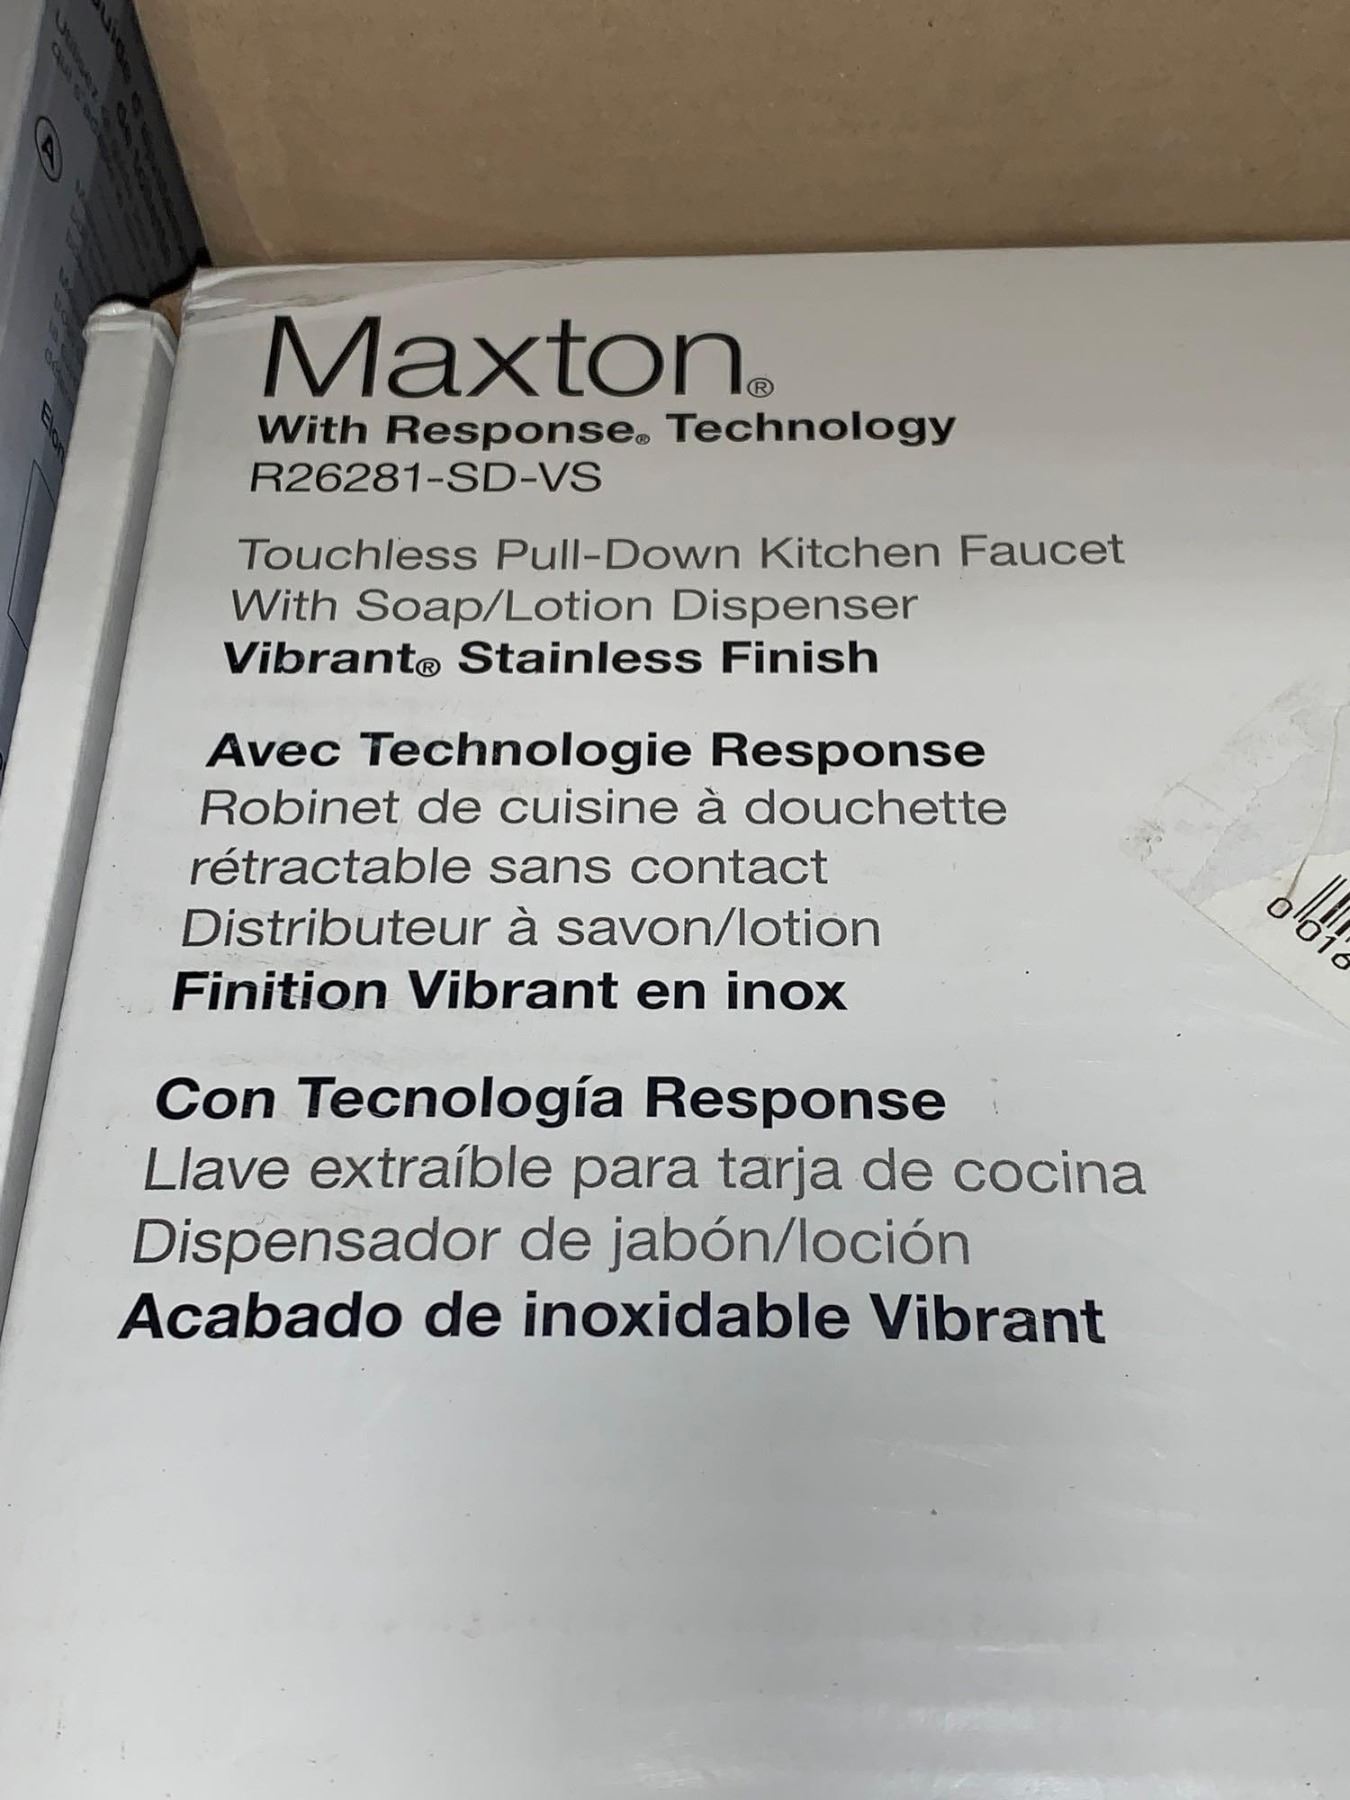 Maxton®
With Response® Technology
R26281-SD-VS
Touchless Pull-Down Kitchen Faucet
With Soap/Lotion Dispenser
Vibrant® Stainless Finish
Avec Technologie Response
Robinet de cuisine à douchette
rétractable sans contact
Distributeur à savon/lotion
Finition Vibrant en inox
Con Tecnología Response
Llave extraíble para tarja de cocina
Dispensador de jabón/loción
Acabado de inoxidable Vibrant
A